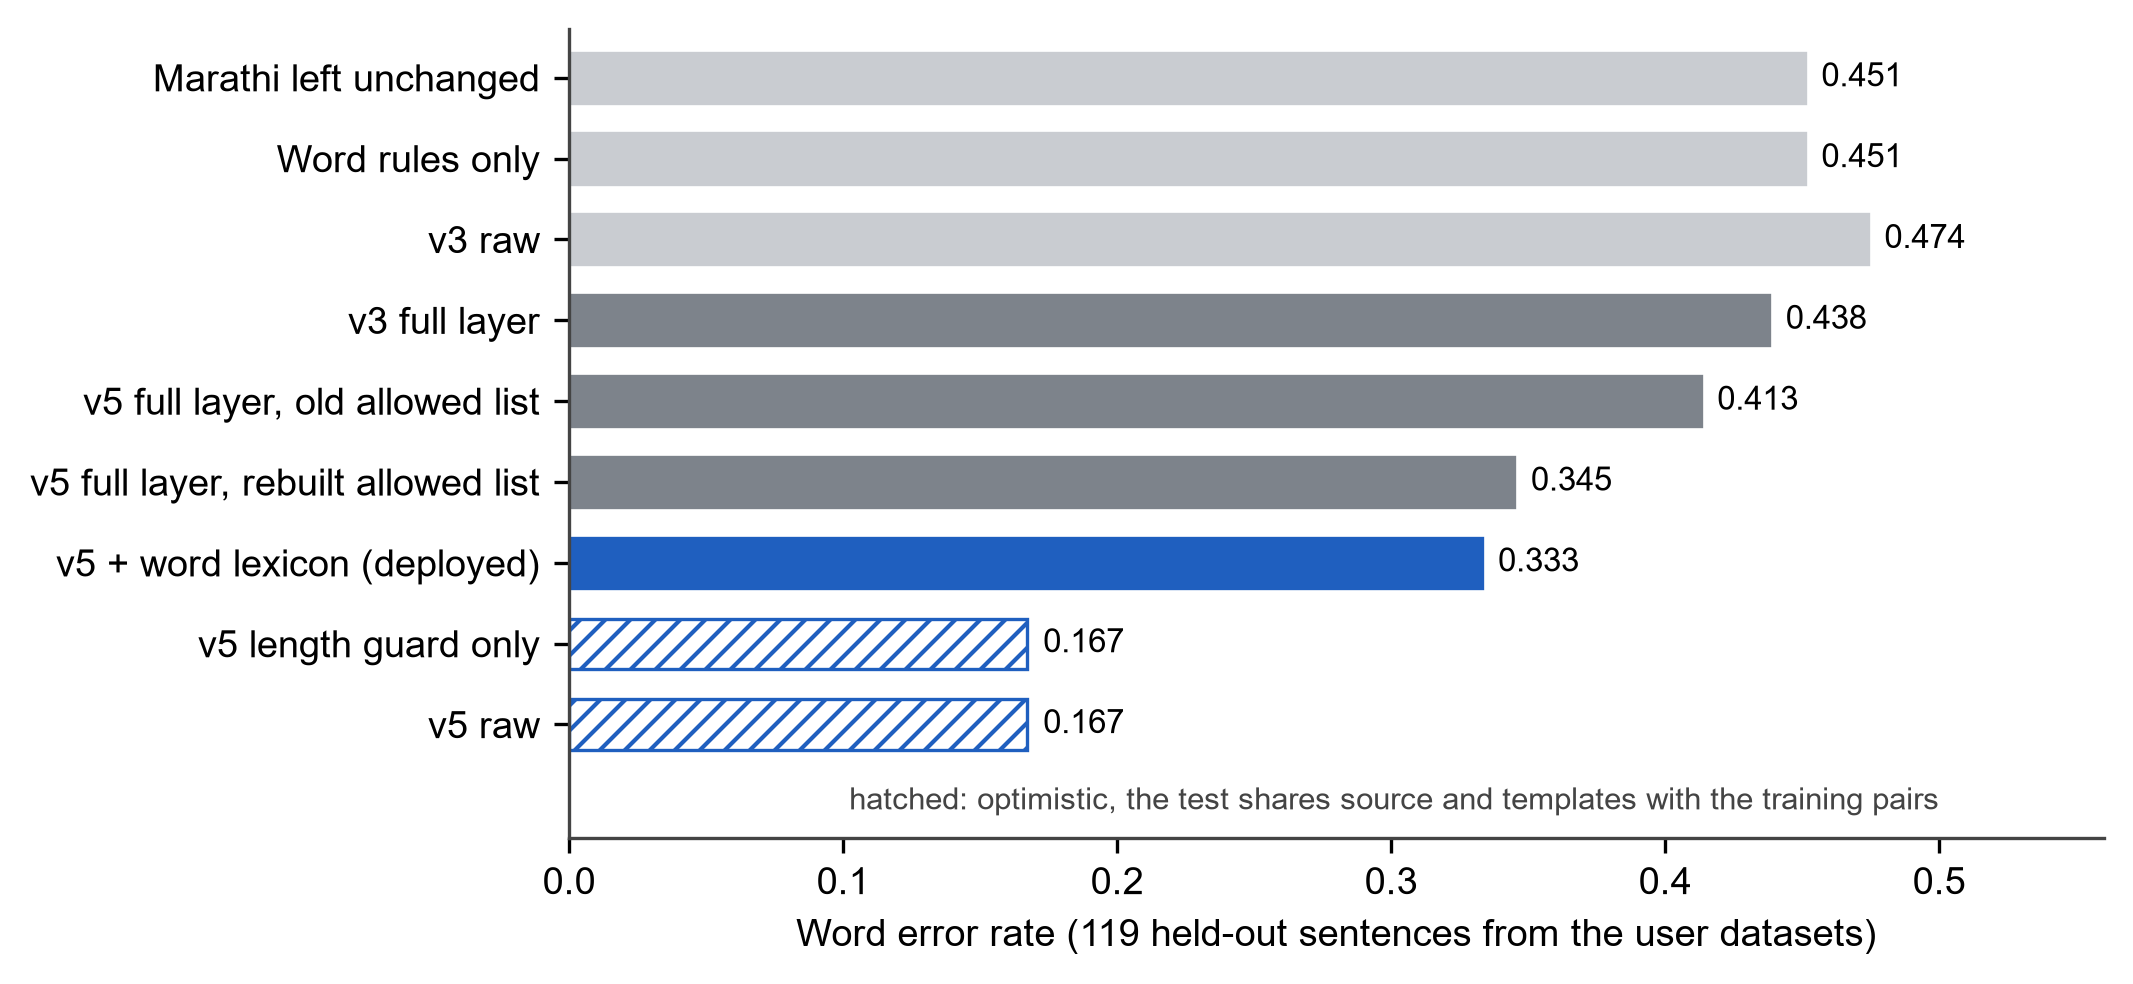 Marathi left unchanged 0.451
Word rules only 0.451
v3 raw 0.474
v3 full layer 0.438
v5 full layer, old allowed list 0.413
v5 full layer, rebuilt allowed list 0.345
v5 + word lexicon (deployed) 0.333
v5 length guard only 0.167
v5 raw 0.167
hatched: optimistic, the test shares source and templates with the training pairs
0.0 0.1 0.2 0.3 0.4 0.5
Word error rate (119 held-out sentences from the user datasets)